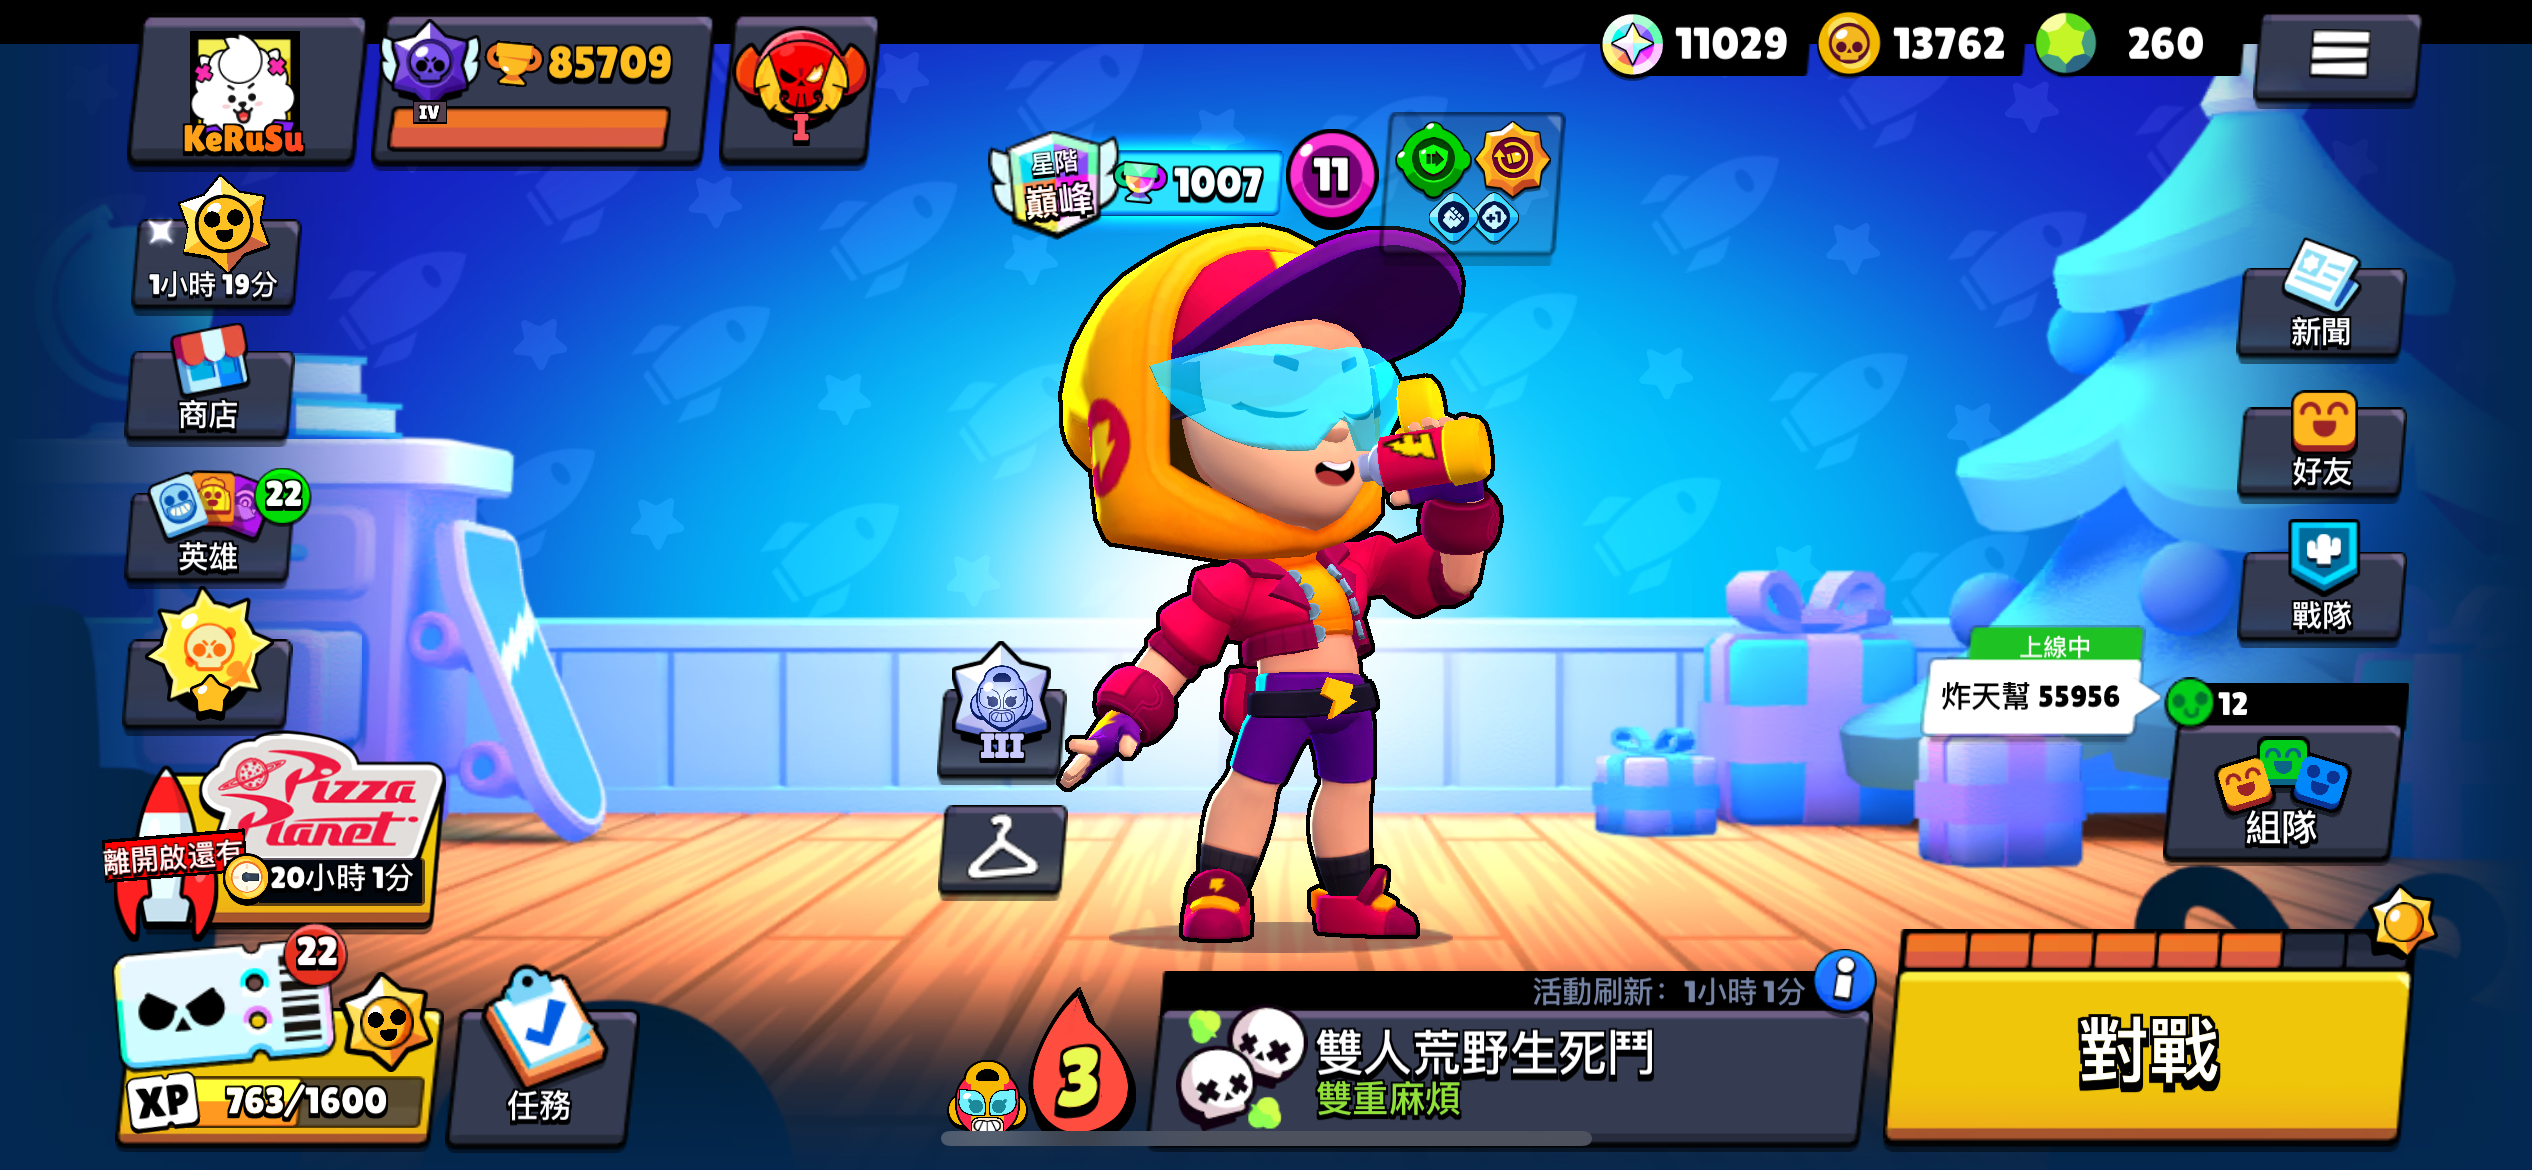 KeRuSu
IV
85709
I
11029
13762
260
星階
巔峰
1007
11
+1
1小時 19分
商店
22
英雄
Pizza
Planet
離開啟還有
20小時 1分
22
XP
763/1600
任務
III
3
活動刷新：1小時 1分
i
雙人荒野生死鬥
雙重麻煩
新聞
好友
戰隊
上線中
炸天幫 55956
12
組隊
對戰